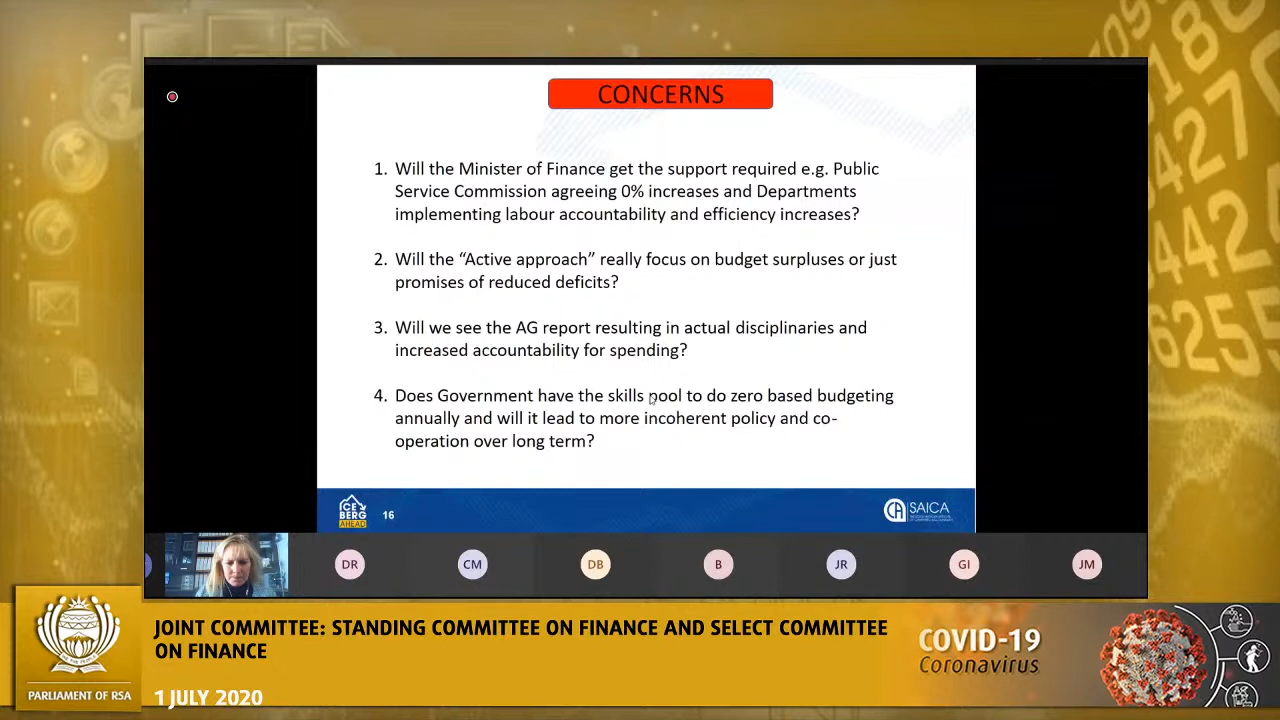 CONCERNS
1. Will the Minister of Finance get the support required e.g. Public
Service Commission agreeing 0% increases and Departments
implementing labour accountability and efficiency increases?
2. Will the “Active approach” really focus on budget surpluses or just
promises of reduced deficits?
3. Will we see the AG report resulting in actual disciplinaries and
increased accountability for spending?
4. Does Government have the skills pool to do zero based budgeting
annually and will it lead to more incoherent policy and co-
operation over long term?
ICE
BERG
AHEAD
16
CA SAICA
DR CM DB B JR GI JM
JOINT COMMITTEE: STANDING COMMITTEE ON FINANCE AND SELECT COMMITTEE
ON FINANCE
1 JULY 2020
PARLIAMENT OF RSA
COVID-19
Coronavirus